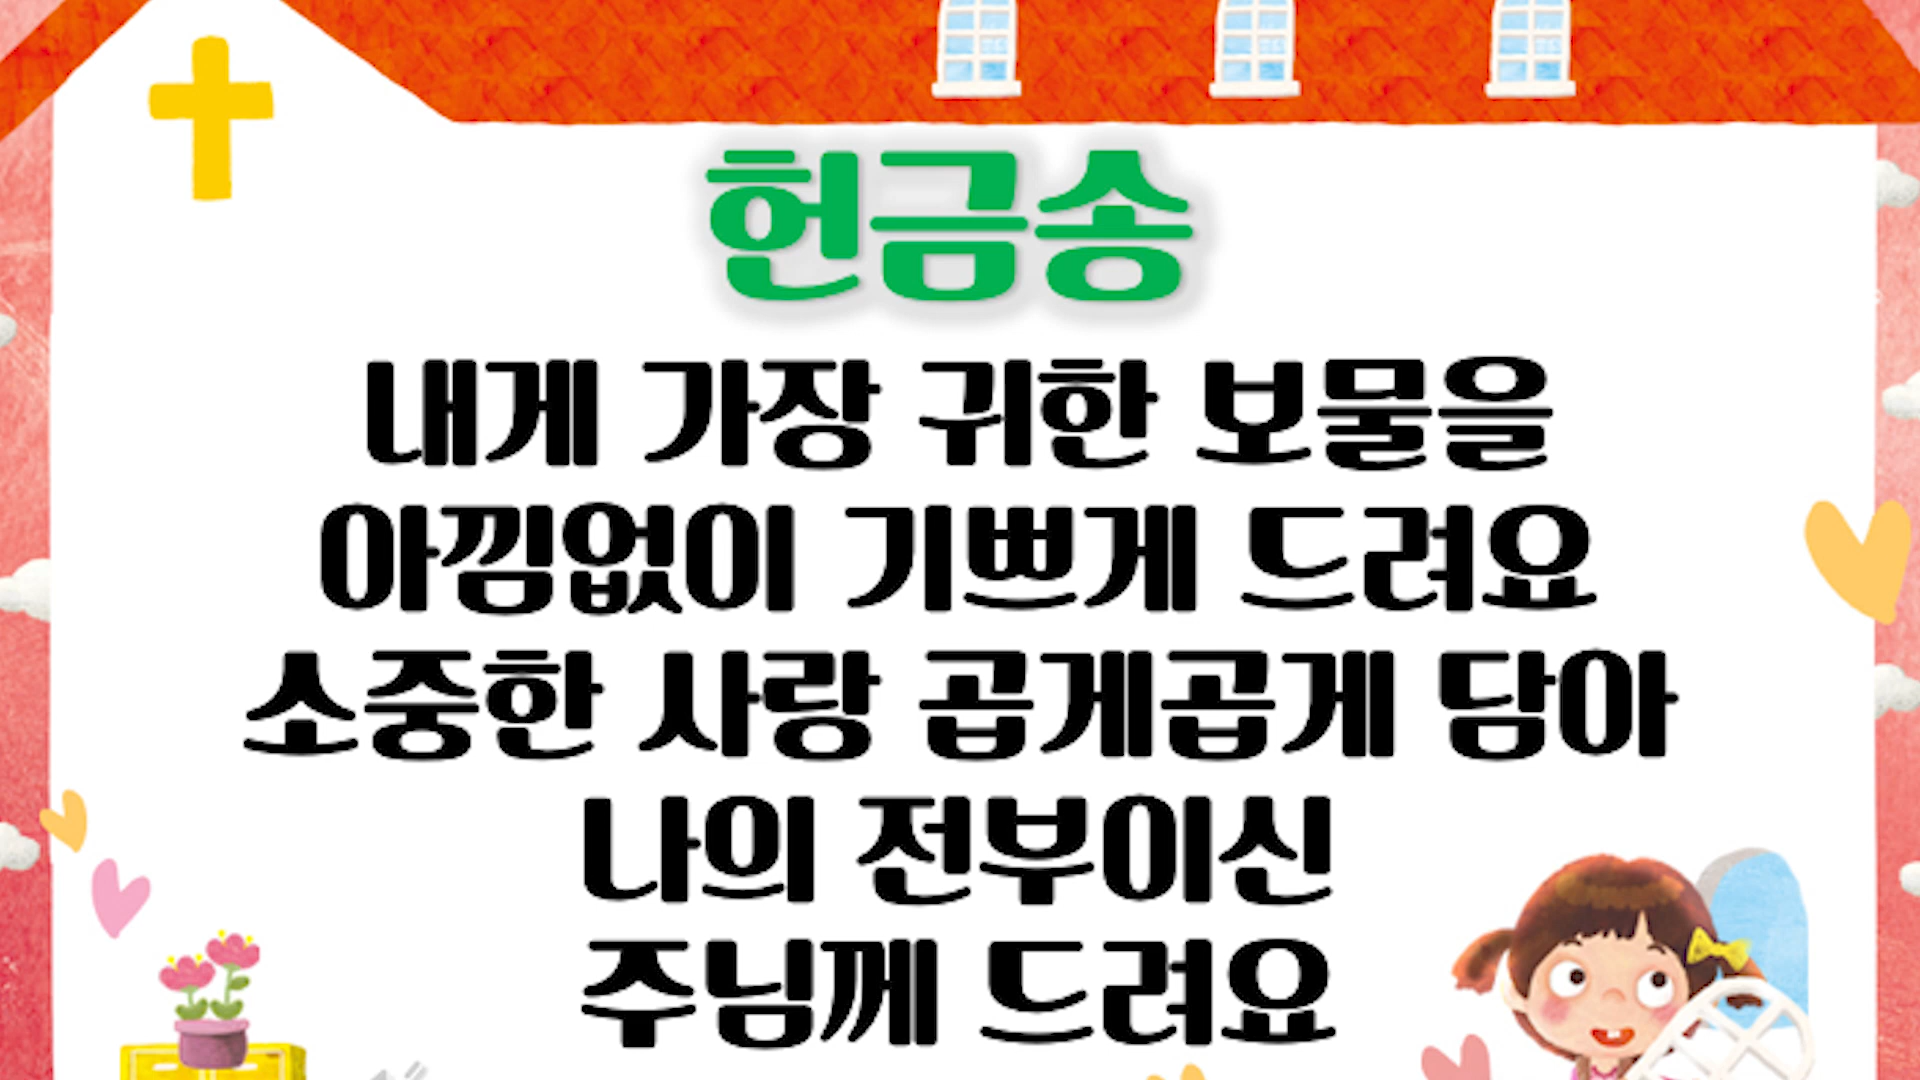 헌금송
내게 가장 귀한 보물을
아낌없이 기쁘게 드려요
소중한 사랑 곱게곱게 담아
나의 전부이신
주님께 드려요